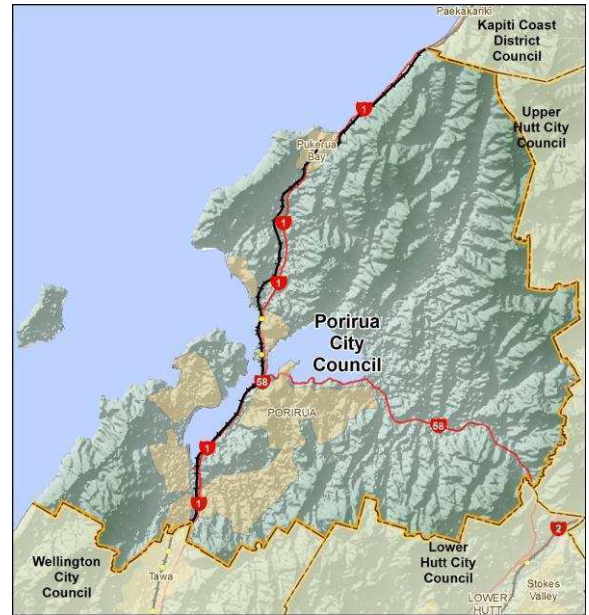 Paekakariki
Kapiti Coast
District
Council
Upper
Hutt City
Council
1
Pukerua
Bay
1
1
Porirua
City
Council
58
PORIRUA
58
1
1
2
Wellington
City
Council
Tawa
Lower
Hutt City
Council
LOWER
HUTT
Stokes
Valley